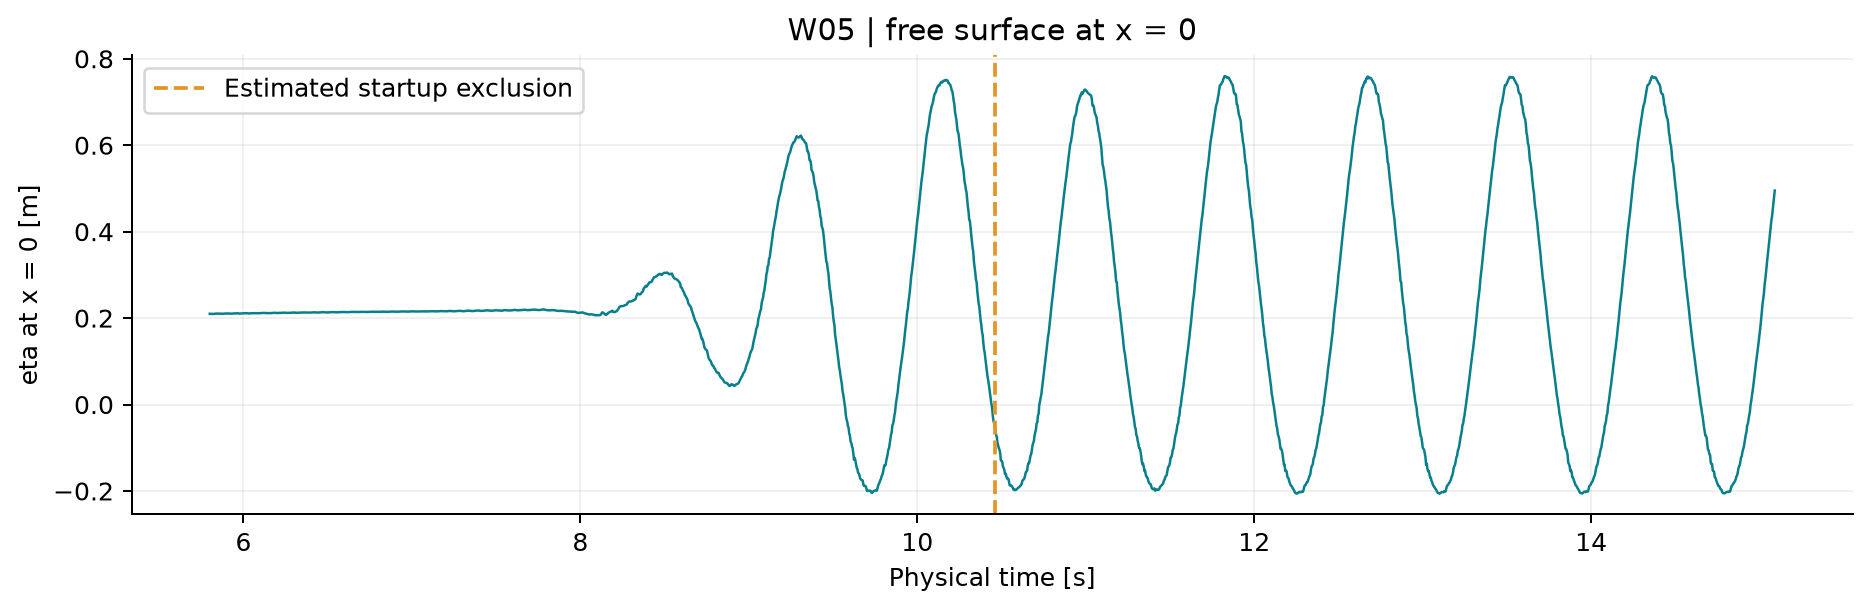 W05 | free surface at x = 0
Estimated startup exclusion
eta at x = 0 [m]
0.8
0.6
0.4
0.2
0.0
−0.2
6 8 10 12 14
Physical time [s]